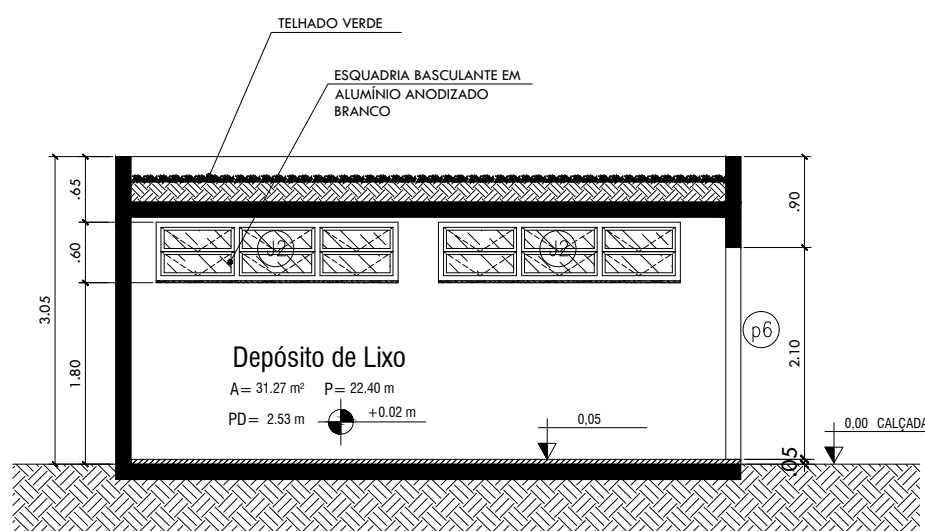 TELHADO VERDE
ESQUADRIA BASCULANTE EM
ALUMÍNIO ANODIZADO
BRANCO
.65
.90
.60
J2
J2
3.05
1.80
p6
2.10
Depósito de Lixo
A= 31.27 m² P= 22.40 m
PD= 2.53 m +0.02 m
0,05
0,00 CALÇADA
.05